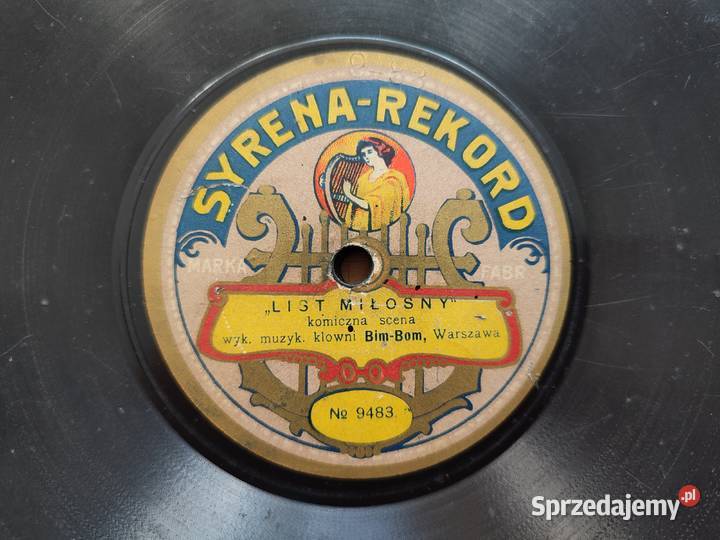 SYRENA-REKORD
MARKA FABR
„LIST MIŁOSNY"
komiczna scena
wyk. muzyk. klowni Bim-Bom, Warszawa
№ 9483.
Sprzedajemy.pl